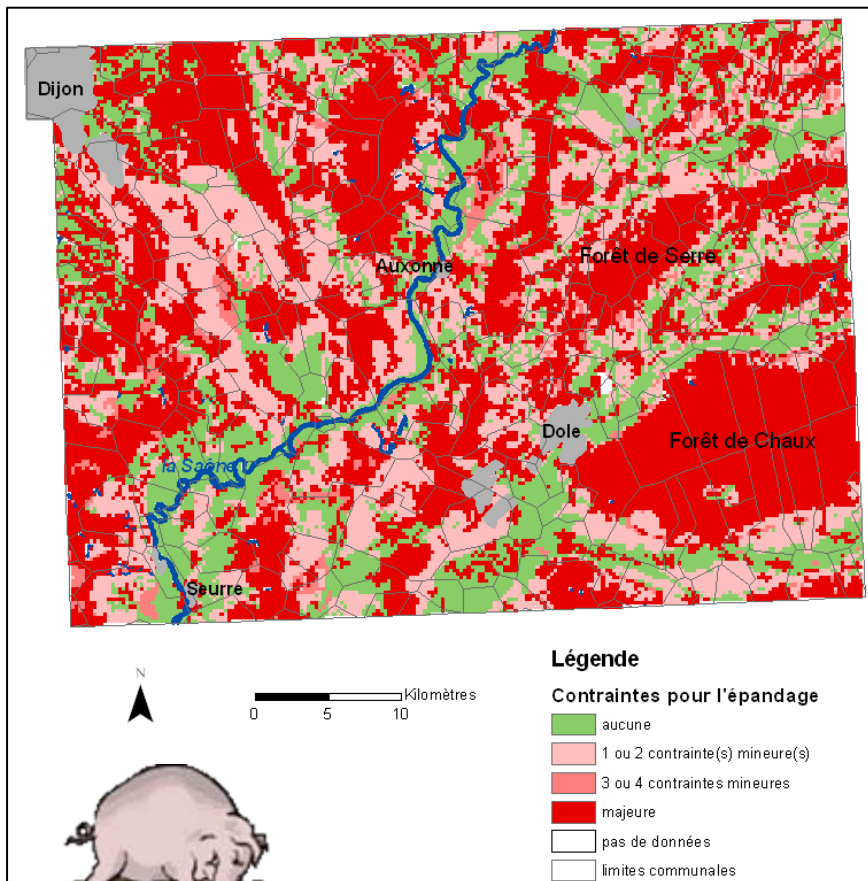 Dijon
Auxonne
Forêt de Serre
Dole
Forêt de Chaux
la Saône
Seurre
N
Kilomètres
0 5 10
Légende
Contraintes pour l'épandage
aucune
1 ou 2 contrainte(s) mineure(s)
3 ou 4 contraintes mineures
majeure
pas de données
limites communales